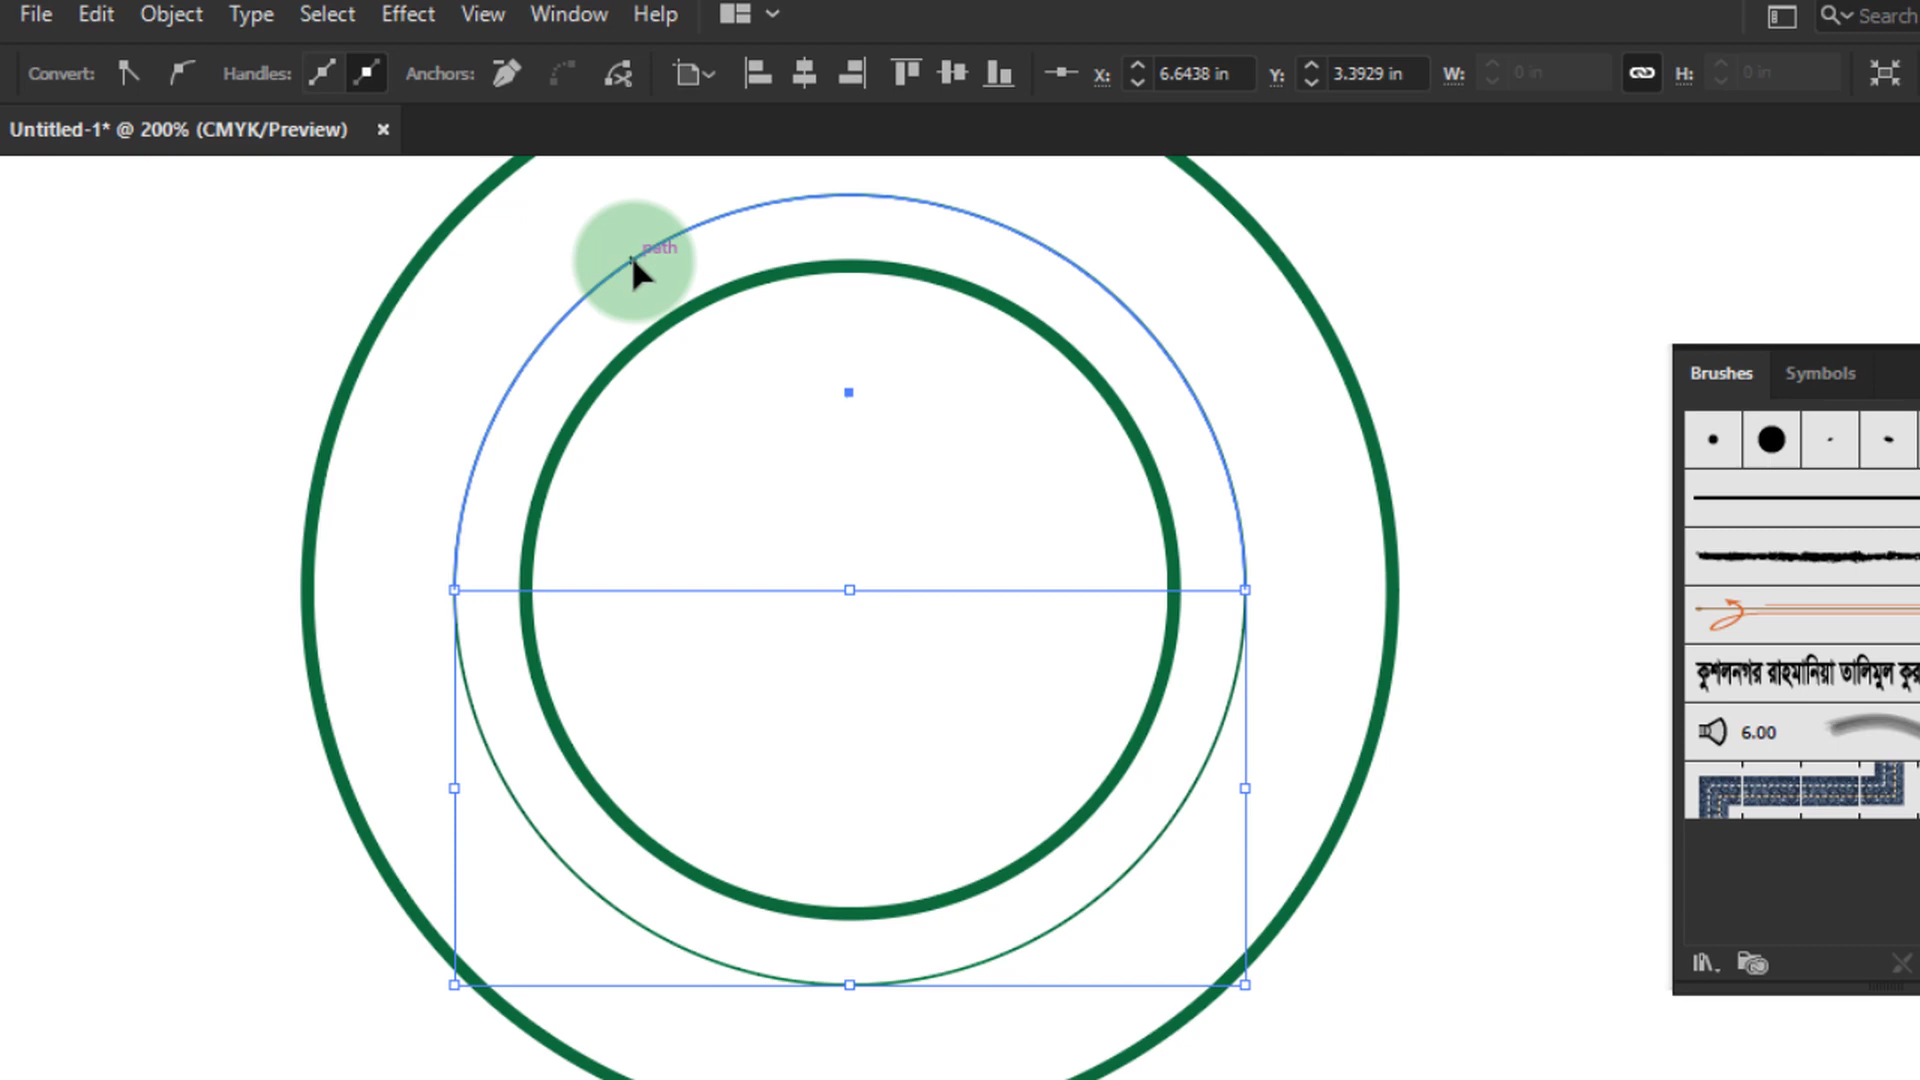 File Edit Object Type Select Effect View Window Help Search
Convert: Handles: Anchors: X: 6.6438 in Y: 3.3929 in W: 0 in H: 0 in
Untitled-1* @ 200% (CMYK/Preview) ×
path
Brushes Symbols
কুশলনগর রাহমানিয়া তালিমুল কুর
6.00